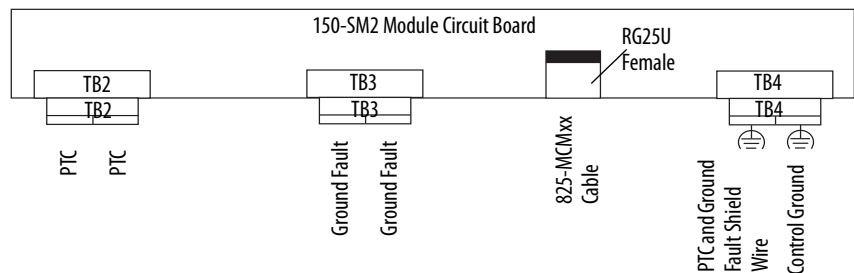 150-SM2 Module Circuit Board
RG25U
Female
TB2
TB3
TB4
TB2
TB3
TB4
PTC
PTC
Ground Fault
Ground Fault
825-MCMxx
Cable
PTC and Ground
Fault Shield
Wire
Control Ground